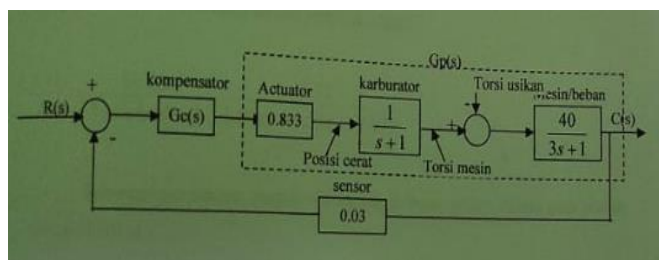 Gp(s)
kompensator
Actuator
karburator
Torsi usikan
Mesin/beban
+
R(s)
Gc(s)
0.833
1
s+1
+
-
40
3s+1
C(s)
-
Posisi cerat
Torsi mesin
sensor
0.03